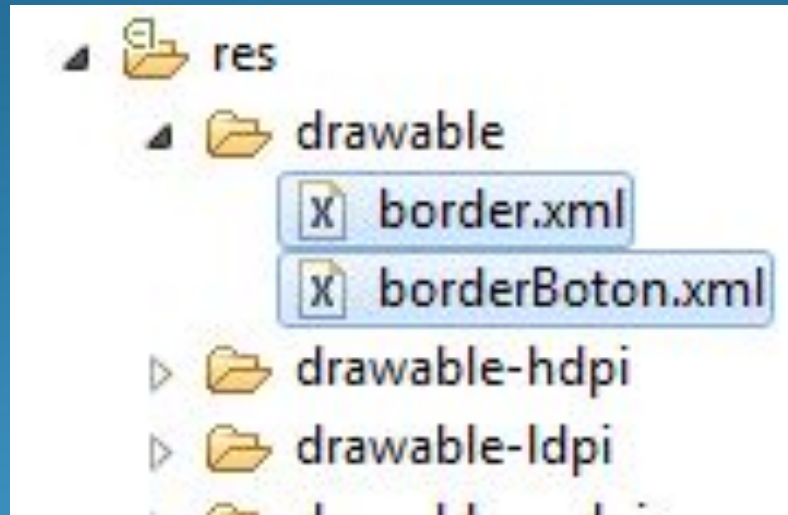 res
drawable
border.xml
borderBoton.xml
drawable-hdpi
drawable-ldpi